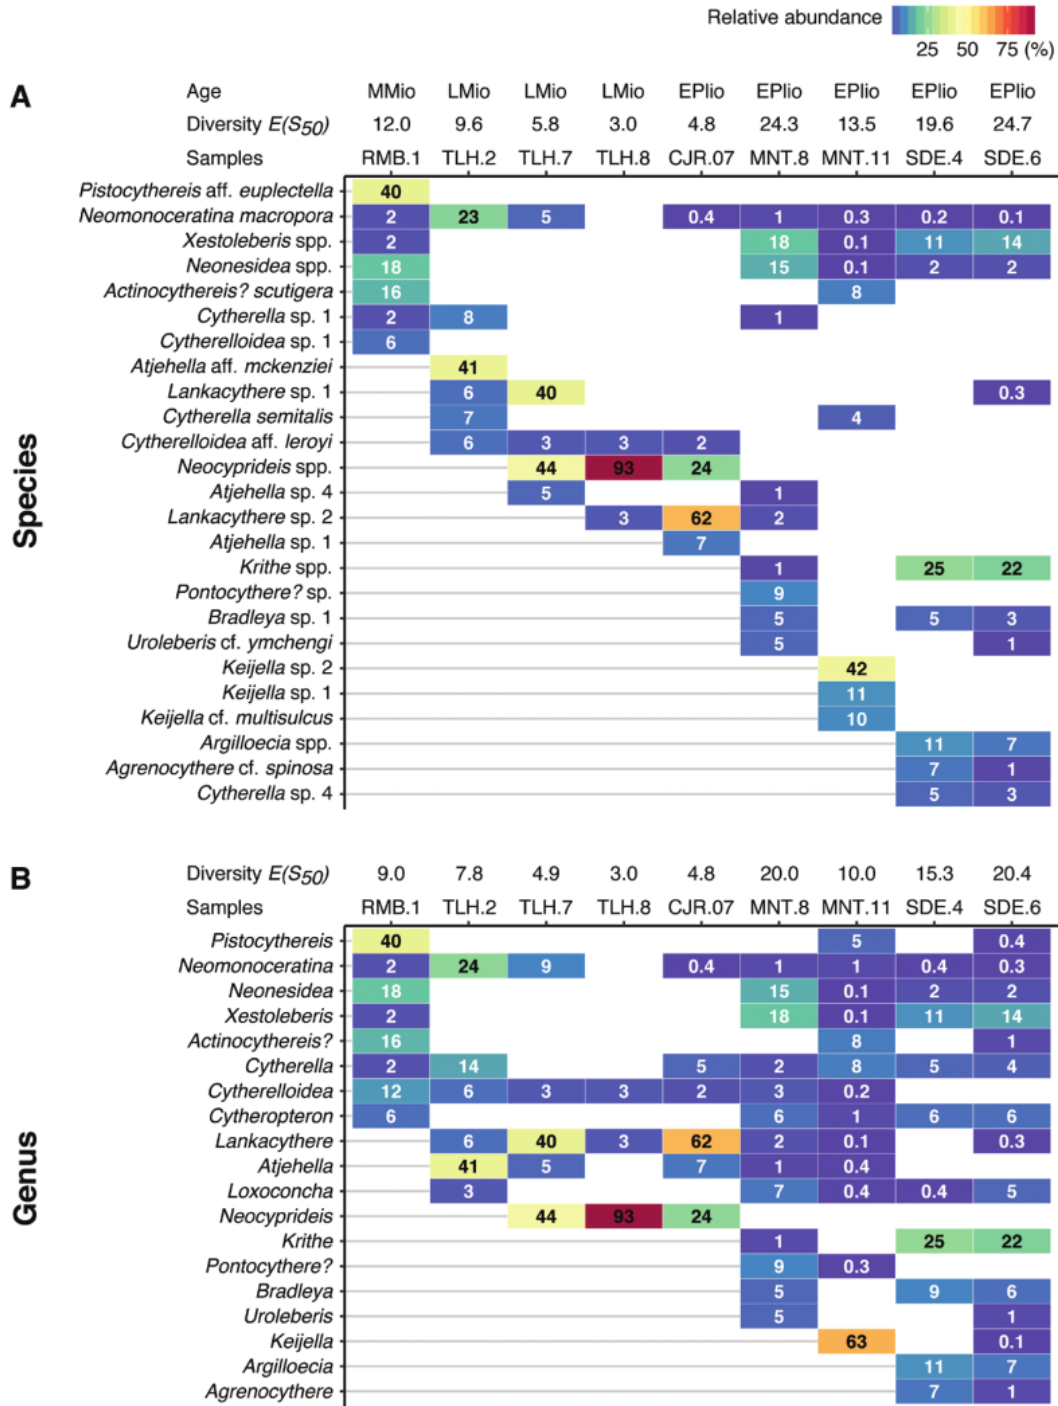 Relative abundance
25 50 75 (%)
A
Age MMio LMio LMio LMio EPlio EPlio EPlio EPlio EPlio
Diversity E(S50) 12.0 9.6 5.8 3.0 4.8 24.3 13.5 19.6 24.7
Samples RMB.1 TLH.2 TLH.7 TLH.8 CJR.07 MNT.8 MNT.11 SDE.4 SDE.6
Species
Pistocythereis aff. euplectella 40
Neomonoceratina macropora 2 23 5 0.4 1 0.3 0.2 0.1
Xestoleberis spp. 2 18 0.1 11 14
Neonesidea spp. 18 15 0.1 2 2
Actinocythereis? scutigera 16 8
Cytherella sp. 1 2 8 1
Cytherelloidea sp. 1 6
Atjehella aff. mckenziei 41
Lankacythere sp. 1 6 40 0.3
Cytherella semitalis 7 4
Cytherelloidea aff. leroyi 6 3 3 2
Neocyprideis spp. 44 93 24
Atjehella sp. 4 5 1
Lankacythere sp. 2 3 62 2
Atjehella sp. 1 7
Krithe spp. 1 25 22
Pontocythere? sp. 9
Bradleya sp. 1 5 5 3
Uroleberis cf. ymchengi 5 1
Keijella sp. 2 42
Keijella sp. 1 11
Keijella cf. multisulcus 10
Argilloecia spp. 11 7
Agrenocythere cf. spinosa 7 1
Cytherella sp. 4 5 3
B
Diversity E(S50) 9.0 7.8 4.9 3.0 4.8 20.0 10.0 15.3 20.4
Samples RMB.1 TLH.2 TLH.7 TLH.8 CJR.07 MNT.8 MNT.11 SDE.4 SDE.6
Genus
Pistocythereis 40 5 0.4
Neomonoceratina 2 24 9 0.4 1 1 0.4 0.3
Neonesidea 18 15 0.1 2 2
Xestoleberis 2 18 0.1 11 14
Actinocythereis? 16 8 1
Cytherella 2 14 5 2 8 5 4
Cytherelloidea 12 6 3 3 2 3 0.2
Cytheropteron 6 6 1 6 6
Lankacythere 6 40 3 62 2 0.1 0.3
Atjehella 41 5 7 1 0.4
Loxoconcha 3 7 0.4 0.4 5
Neocyprideis 44 93 24
Krithe 1 25 22
Pontocythere? 9 0.3
Bradleya 5 9 6
Uroleberis 5 1
Keijella 63 0.1
Argilloecia 11 7
Agrenocythere 7 1